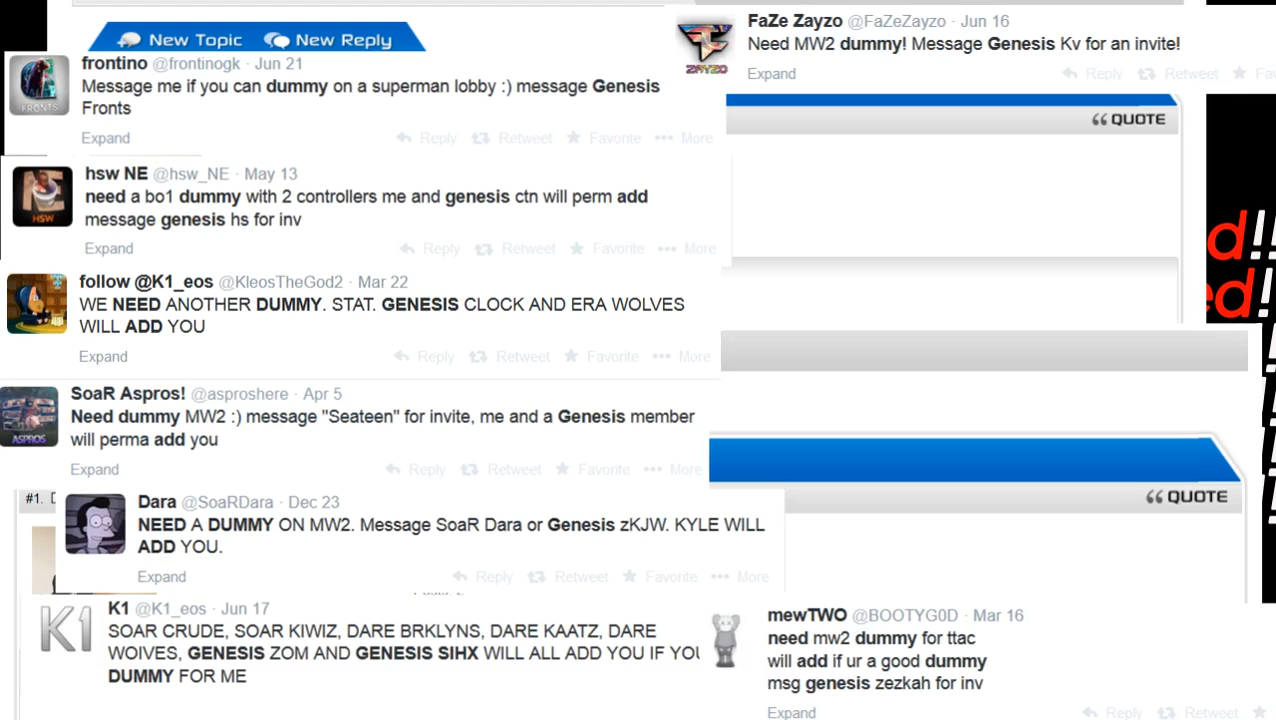 New Topic New Reply
frontino @frontinogk · Jun 21
Message me if you can dummy on a superman lobby :) message Genesis
Fronts
Expand
Reply Retweet Favorite More
FRONTS
FaZe Zayzo @FaZeZayzo · Jun 16
Need MW2 dummy! Message Genesis Kv for an invite!
Expand
Reply Retweet Fa
ZAYZO
QUOTE
hsw NE @hsw_NE · May 13
need a bo1 dummy with 2 controllers me and genesis ctn will perm add
message genesis hs for inv
Expand
Reply Retweet Favorite More
HSW
d!!
ed!
follow @K1_eos @KleosTheGod2 · Mar 22
WE NEED ANOTHER DUMMY. STAT. GENESIS CLOCK AND ERA WOLVES
WILL ADD YOU
Expand
Reply Retweet Favorite More
SoaR Aspros! @asproshere · Apr 5
Need dummy MW2 :) message "Seateen" for invite, me and a Genesis member
will perma add you
Expand
Reply Retweet Favorite More
ASPROS
QUOTE
#1.
Dara @SoaRDara · Dec 23
NEED A DUMMY ON MW2. Message SoaR Dara or Genesis zKJW. KYLE WILL
ADD YOU.
Expand
Reply Retweet Favorite More
K1
K1 @K1_eos · Jun 17
SOAR CRUDE, SOAR KIWIZ, DARE BRKLYNS, DARE KAATZ, DARE
WOIVES, GENESIS ZOM AND GENESIS SIHX WILL ALL ADD YOU IF YOU
DUMMY FOR ME
mewTWO @BOOTYG0D · Mar 16
need mw2 dummy for ttac
will add if ur a good dummy
msg genesis zezkah for inv
Expand
Reply Retweet